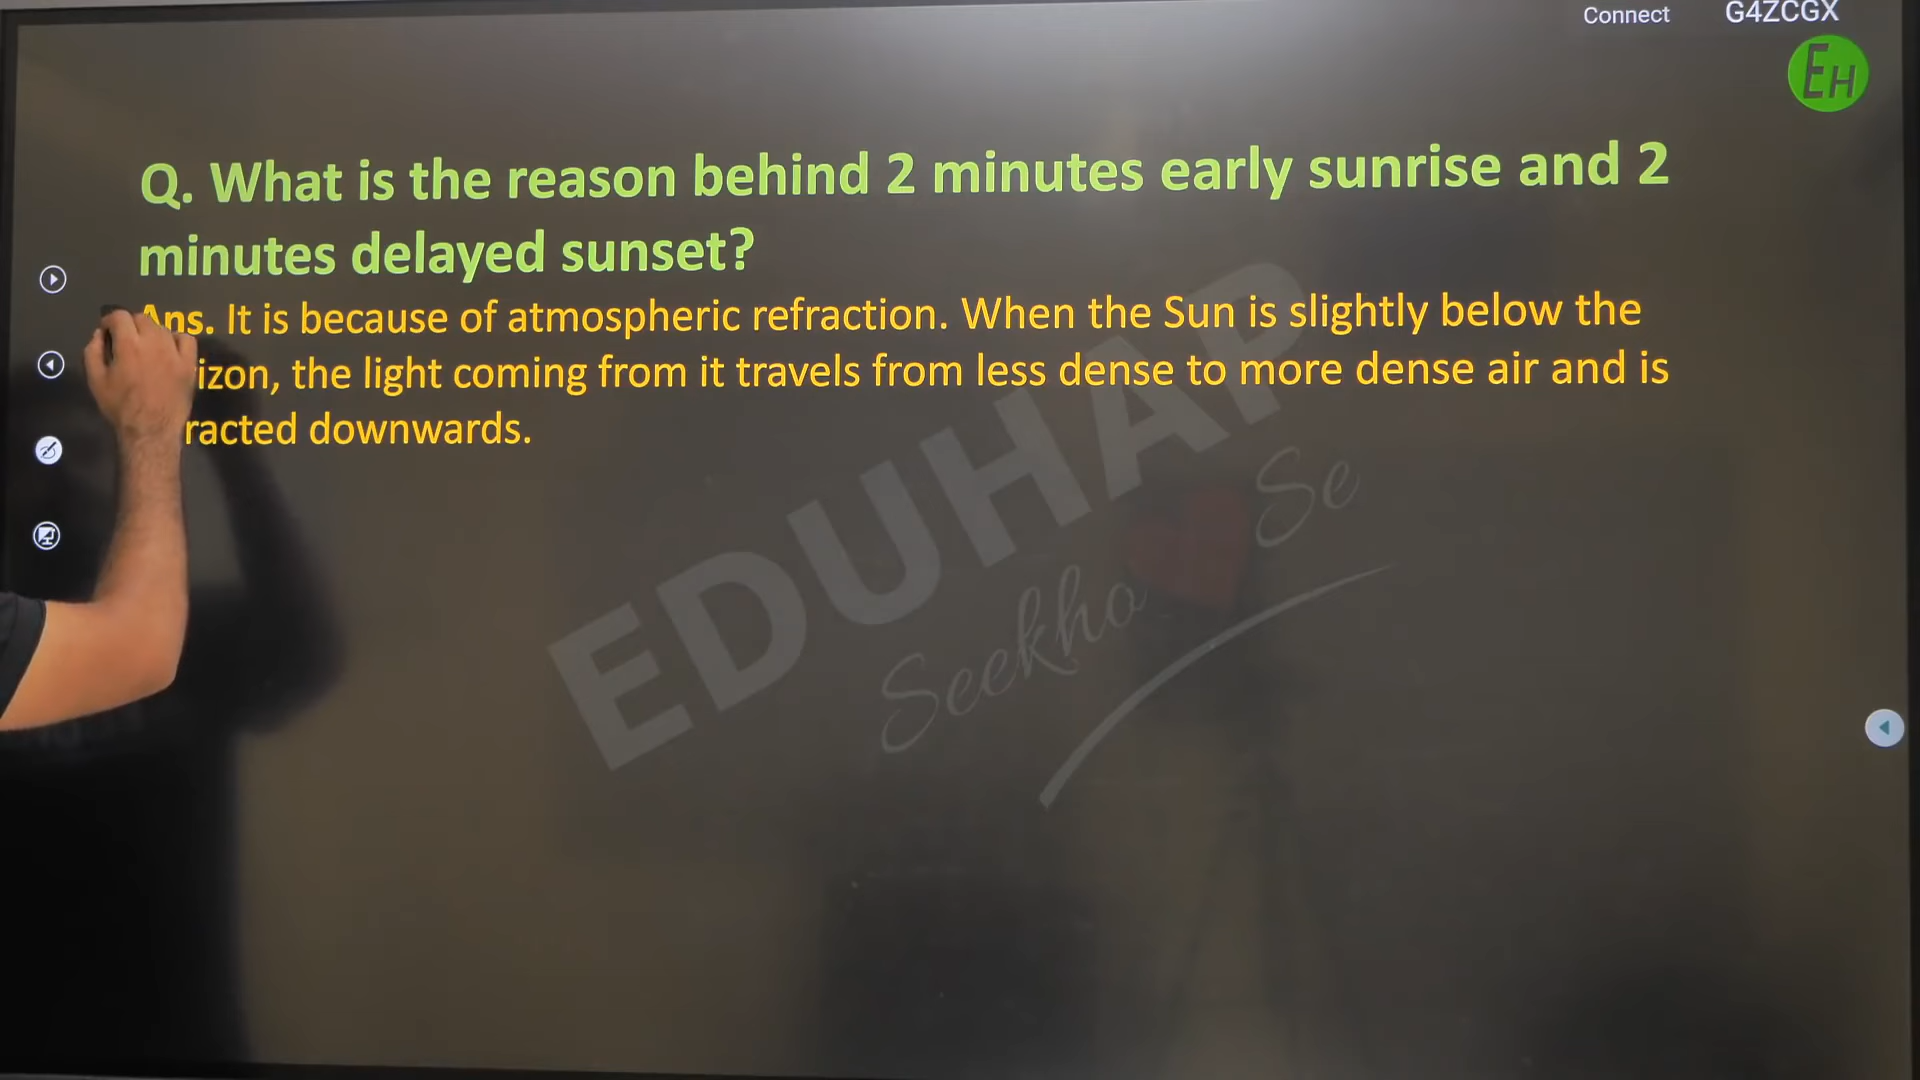 Connect G4ZCGX
EH
Q. What is the reason behind 2 minutes early sunrise and 2
minutes delayed sunset?
Ans. It is because of atmospheric refraction. When the Sun is slightly below the
izon, the light coming from it travels from less dense to more dense air and is
racted downwards.
EDUHAP
Seekho Se